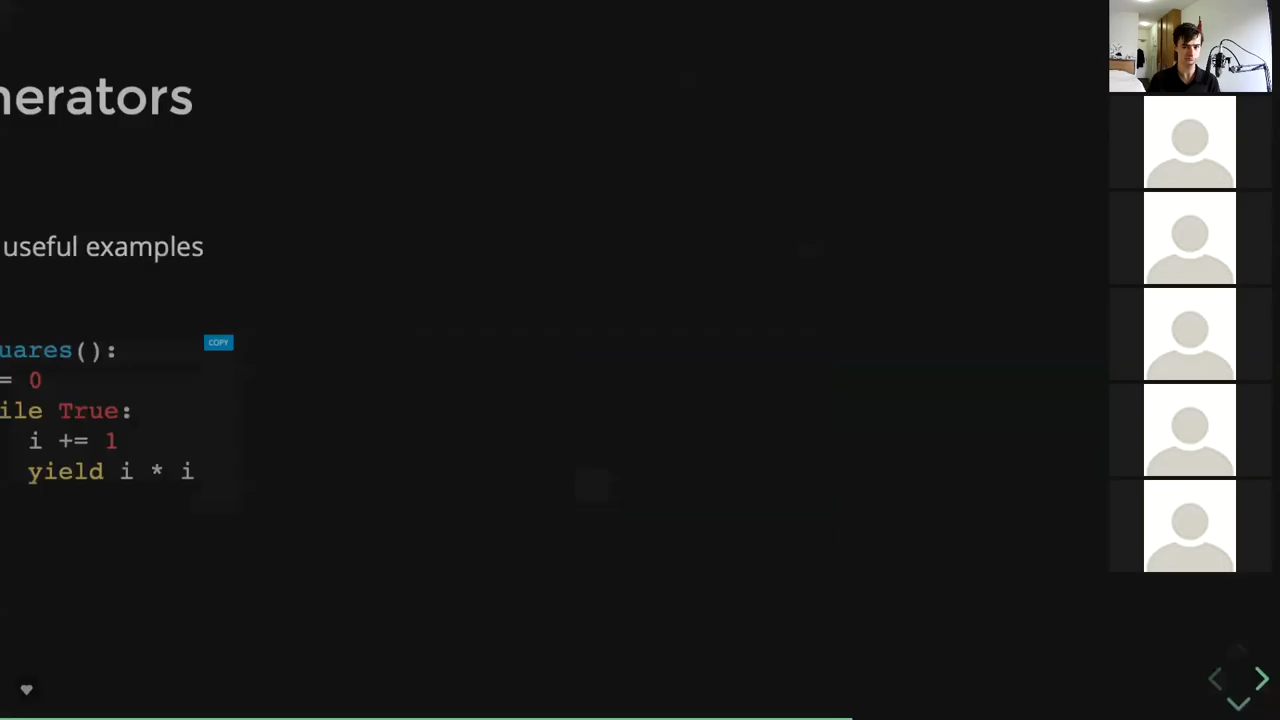 nerators
useful examples
COPY
uares():
= 0
ile True:
i += 1
yield i * i